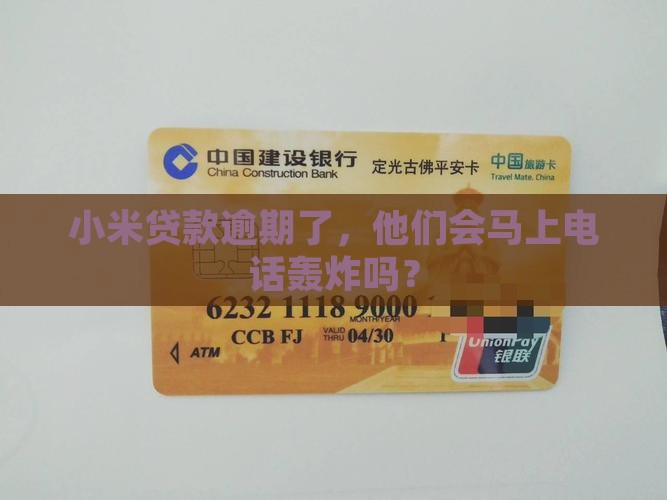 中国建设银行
China Construction Bank
定光古佛平安卡
中国旅游卡
Travel Mate, China
小米贷款逾期了，他们会马上电
话轰炸吗？
6232 1118 9000
MONTH/YEAR
CCB FJ
VALID
THRU
04/30
ATM
UnionPay
银联